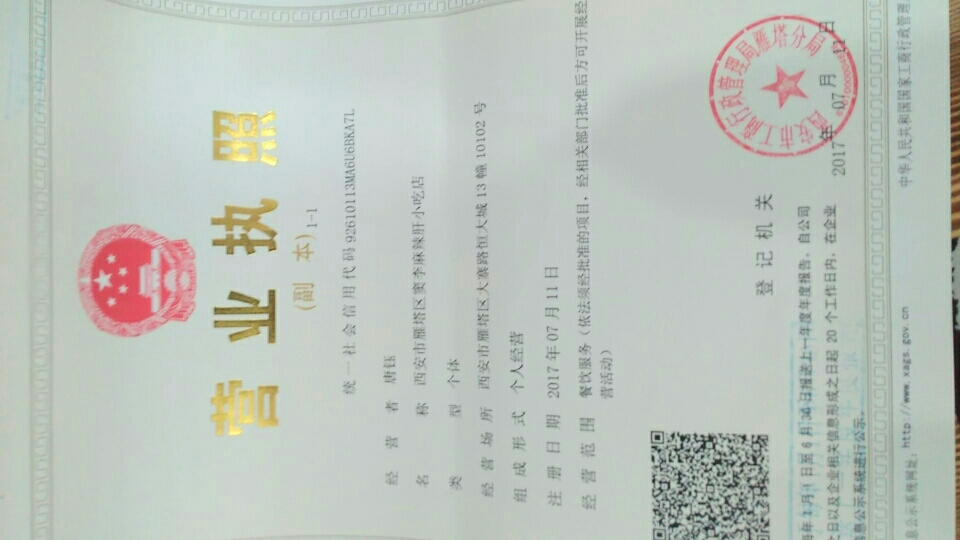 营业执照
(副 本) 1-1
统一社会信用代码 92610113MA6U6BKA7L
经营者 唐钰
名称 西安市雁塔区窦李麻辣肝小吃店
类型 个体
经营场所 西安市雁塔区大寨路恒大城 13 幢 10102 号
组成形式 个人经营
注册日期 2017 年 07 月 11 日
经营范围 餐饮服务（依法须经批准的项目，经相关部门批准后方可开展经
营活动）
登记机关
西安市工商行政管理局雁塔分局
2017 年 07 月 日
每年 1 月 1 日至 6 月 30 日报送上一年度年度报告。自公司
之日以及企业相关信息形成之日起 20 个工作日内，在企业
信息公示系统进行公示。
信息公示系统网址：http://www.xags.gov.cn
中华人民共和国国家工商行政管理